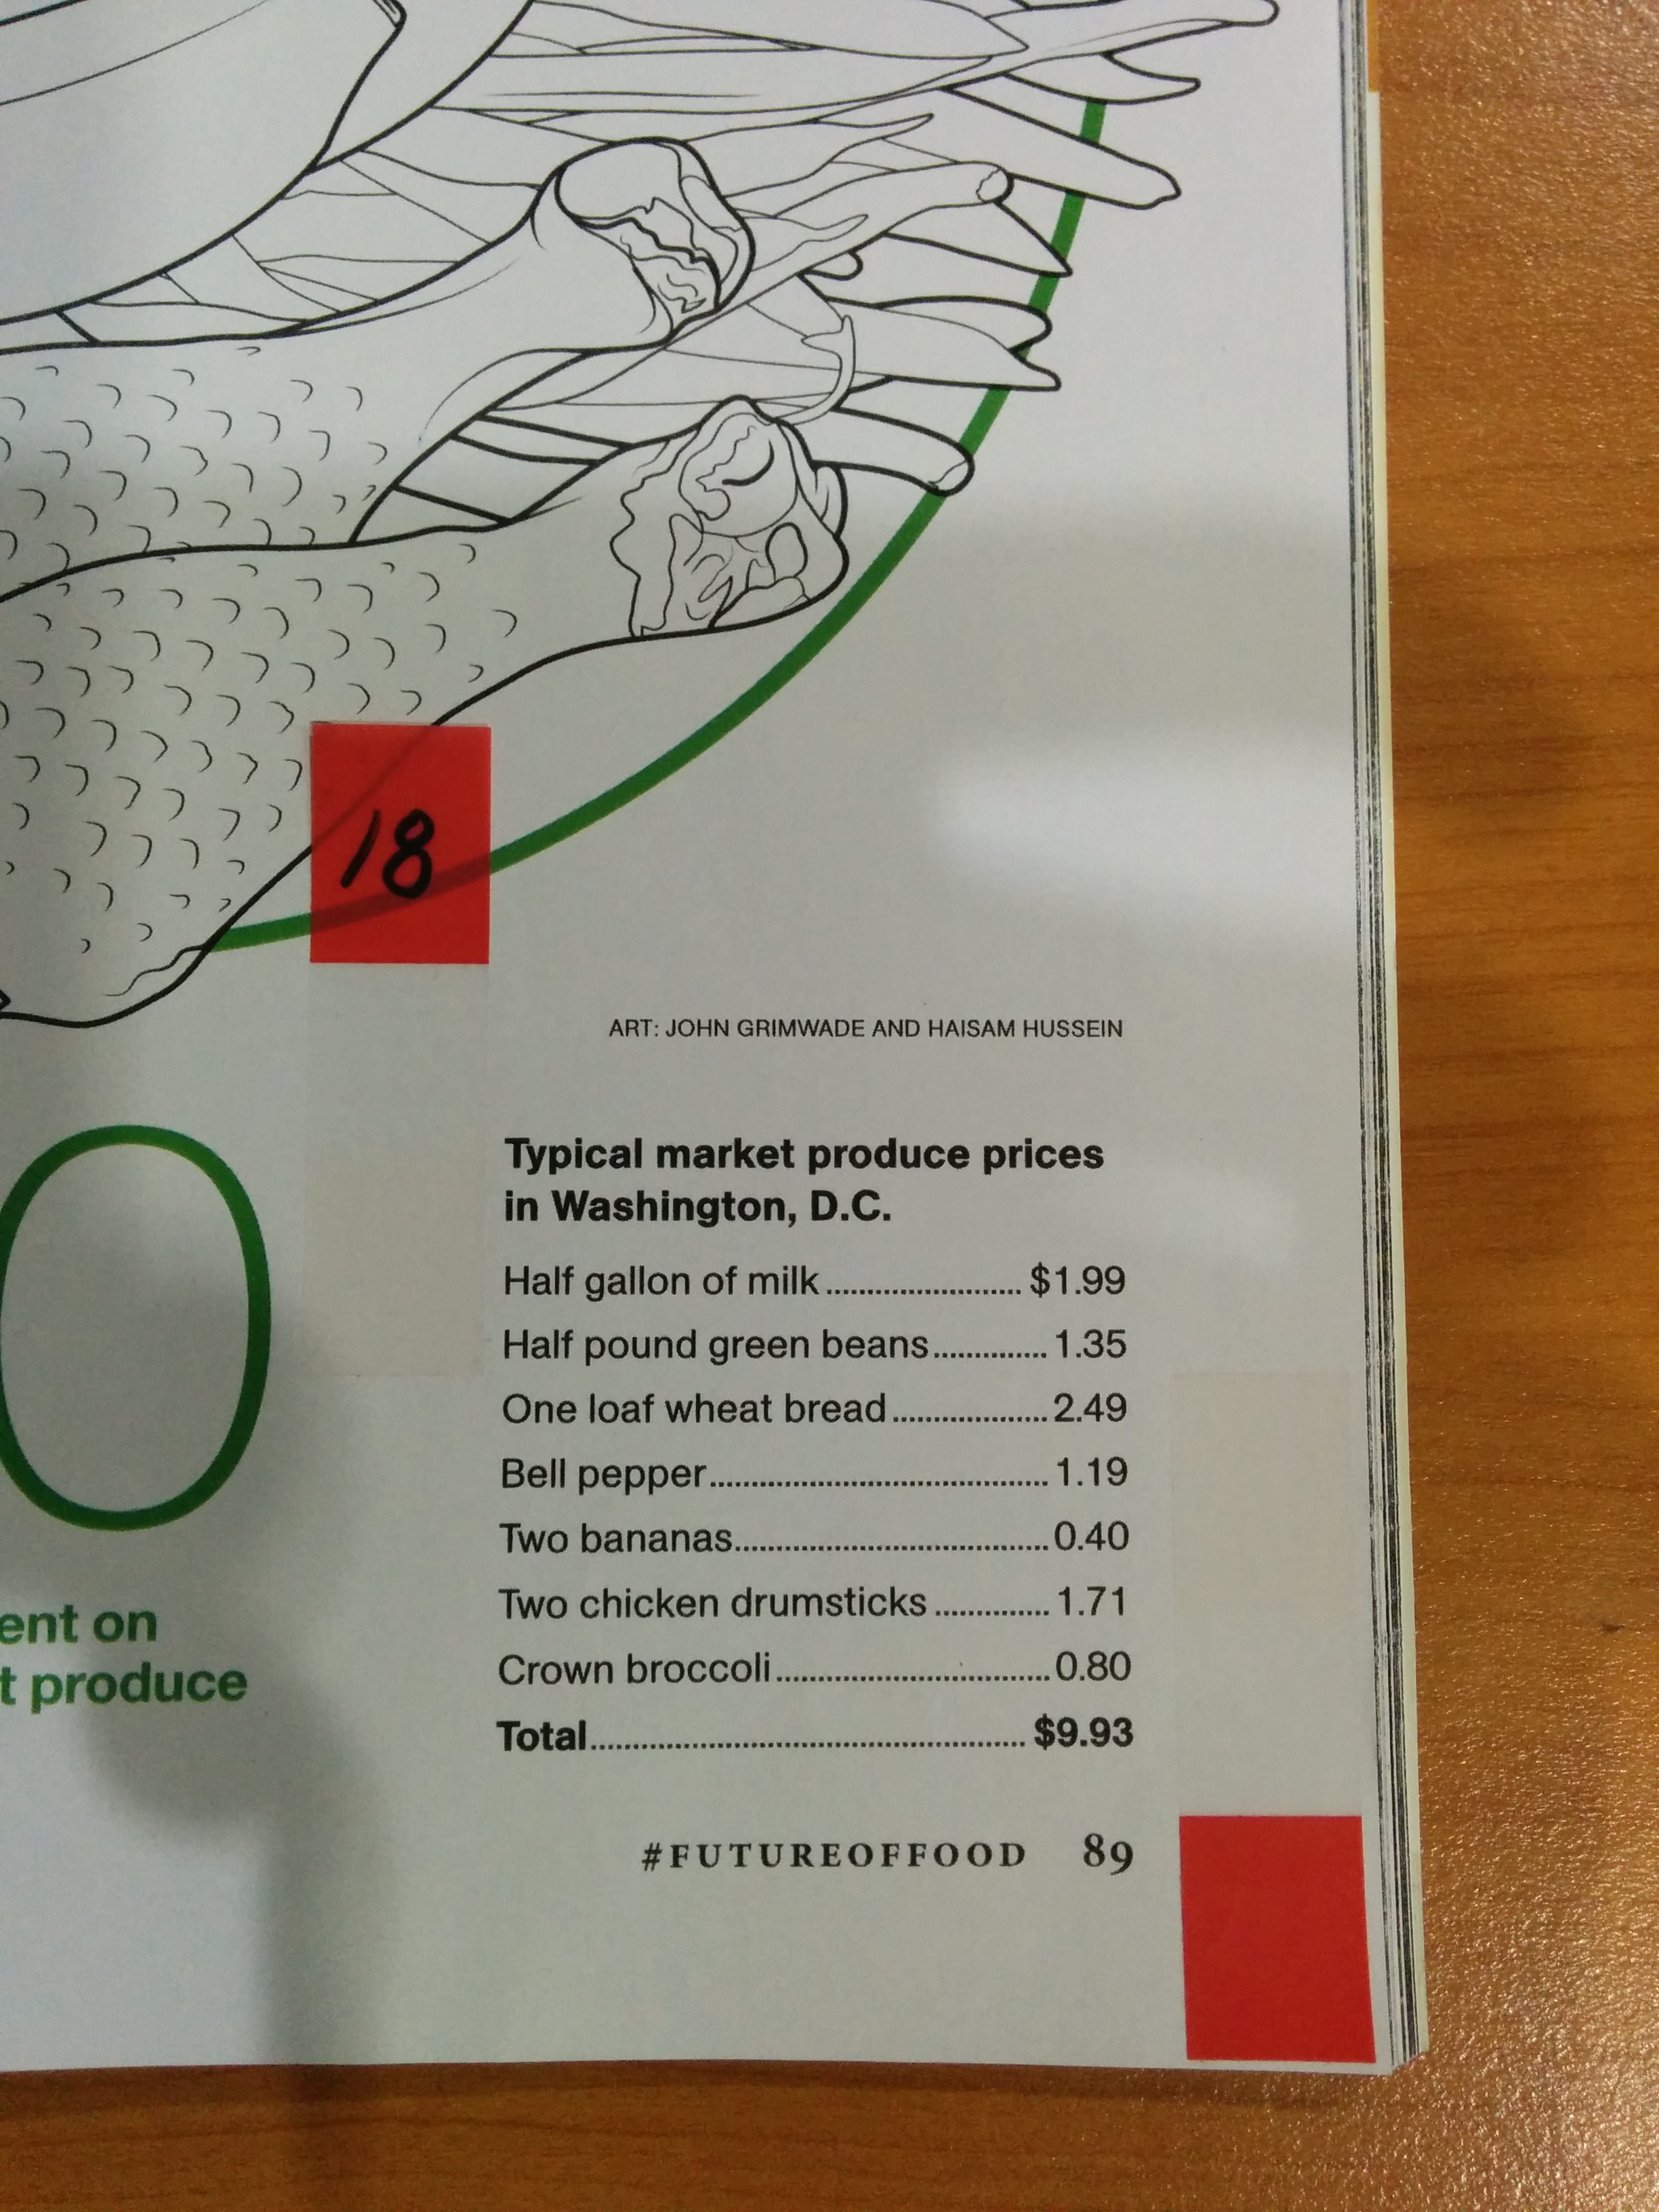 18
ART: JOHN GRIMWADE AND HAISAM HUSSEIN
Typical market produce prices
in Washington, D.C.
Half gallon of milk........................ $1.99
Half pound green beans.............. 1.35
One loaf wheat bread................... 2.49
Bell pepper.......................................... 1.19
Two bananas....................................... 0.40
Two chicken drumsticks.............. 1.71
Crown broccoli.................................. 0.80
Total...................................................... $9.93
0
ent on
t produce
#FUTUREOFFOOD 89